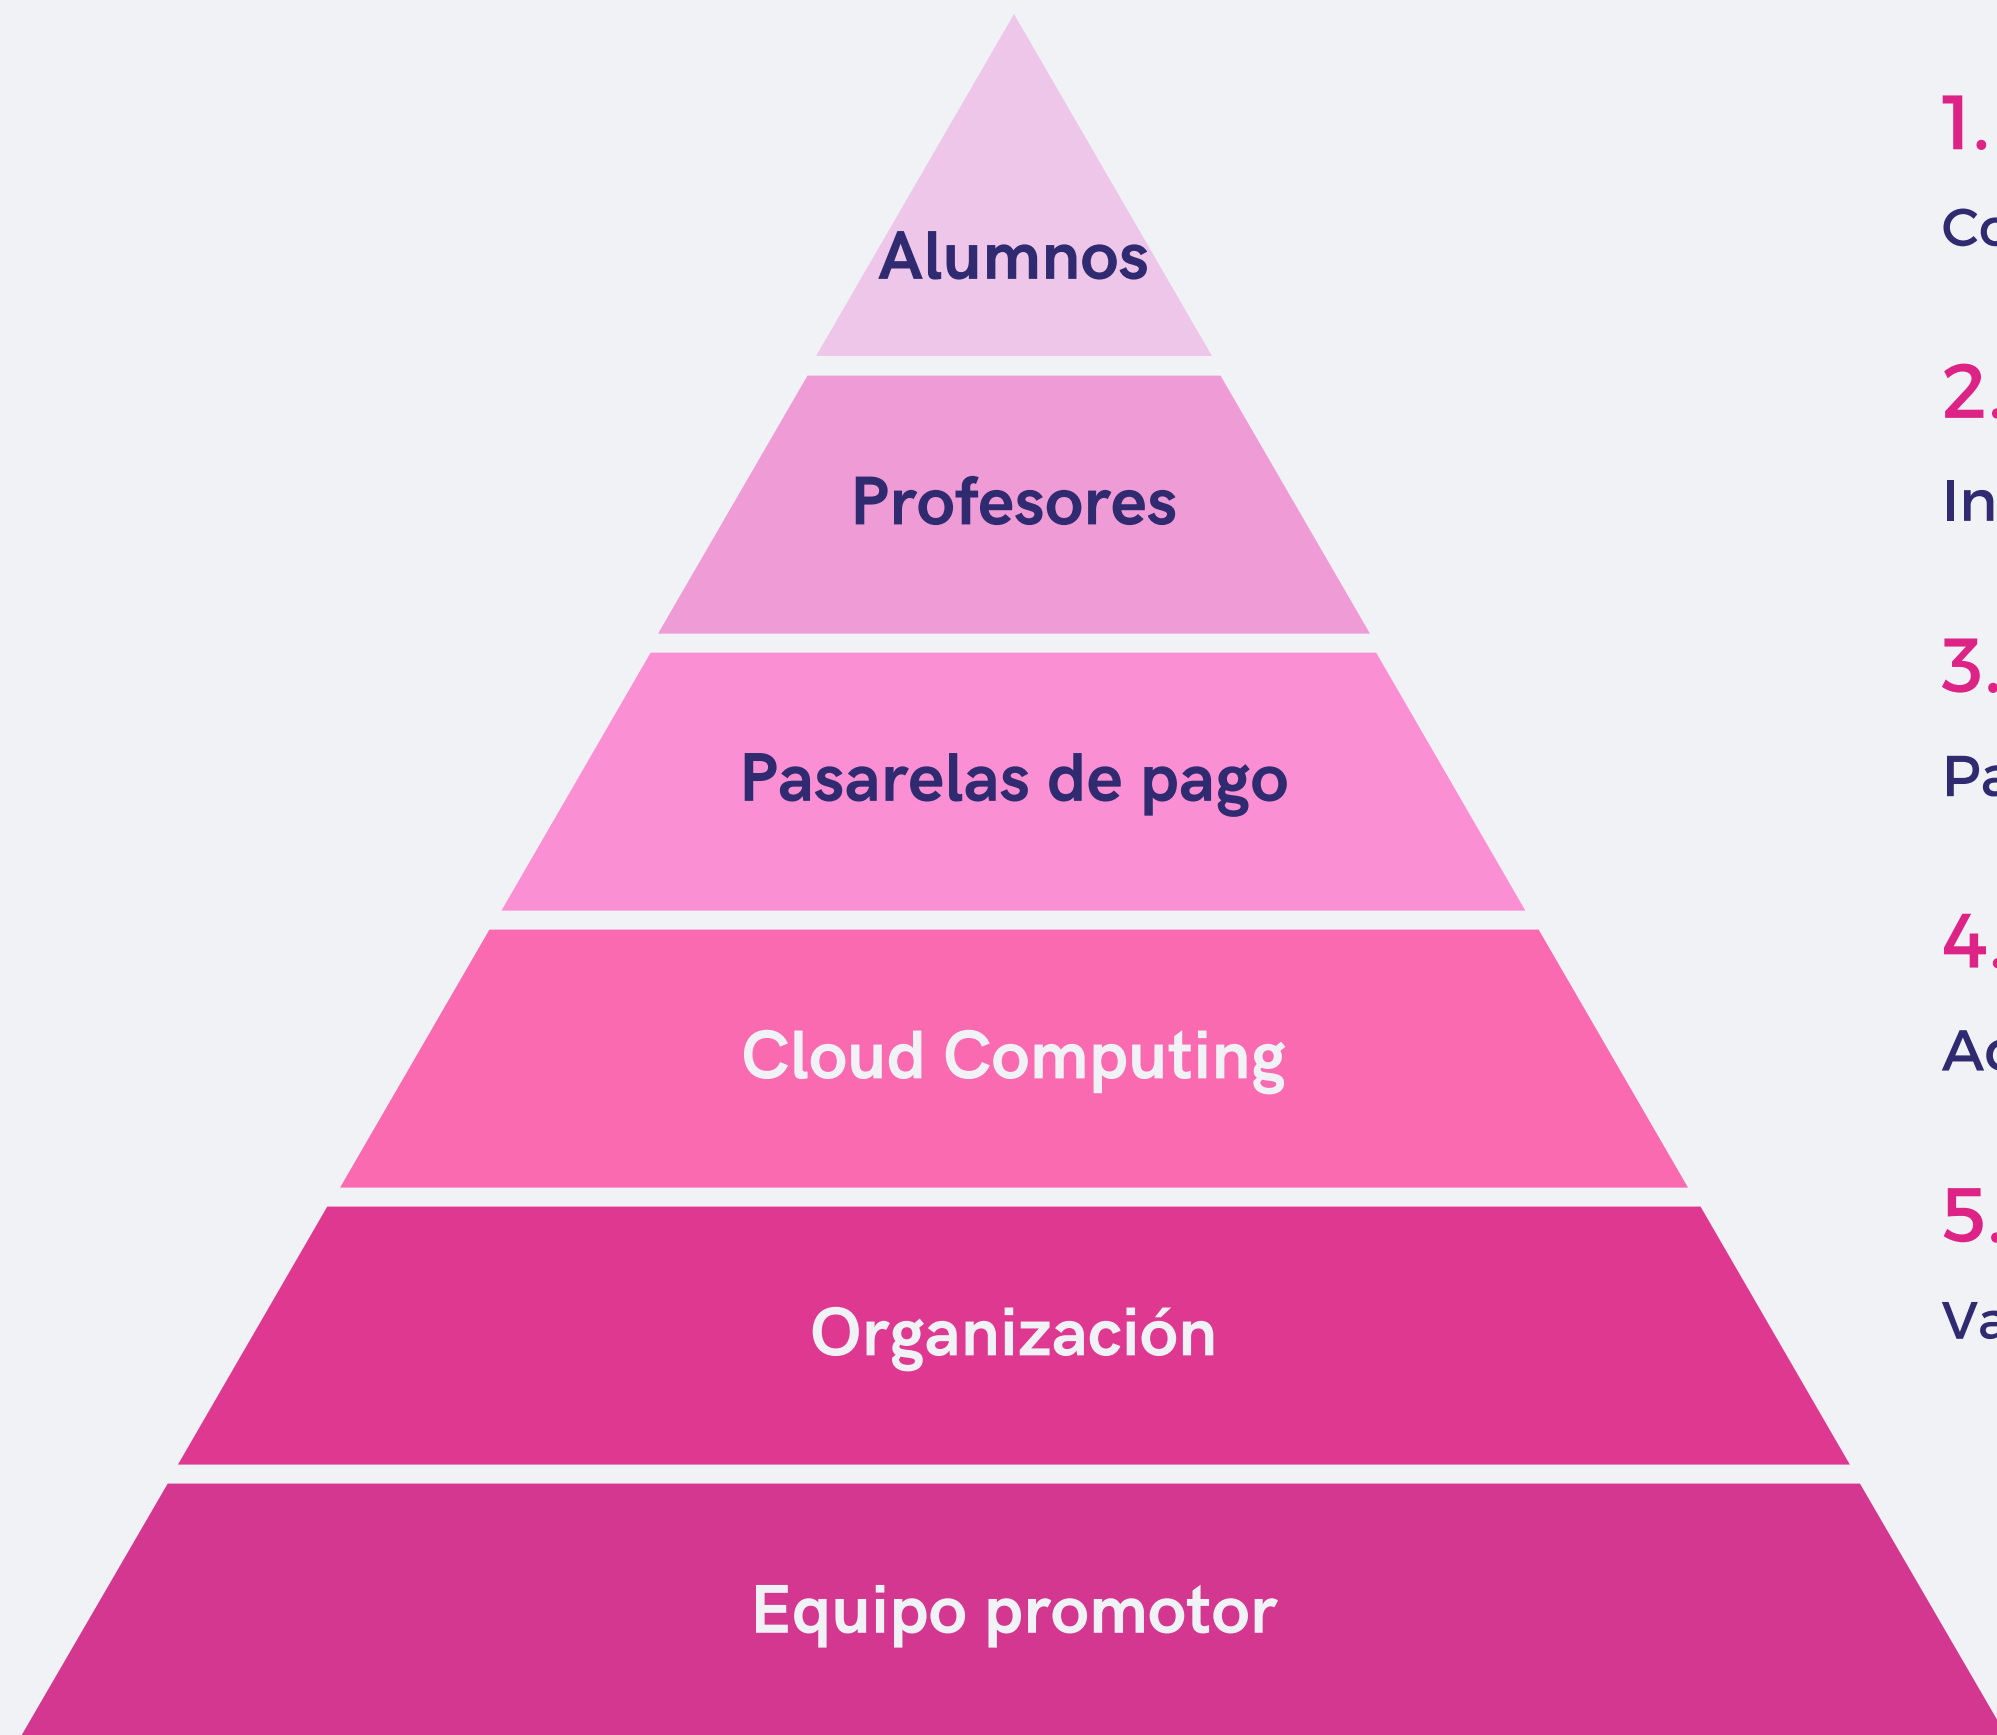 Alumnos
Profesores
Pasarelas de pago
Cloud Computing
Organización
Equipo promotor
1.
2.
3.
4.
5.